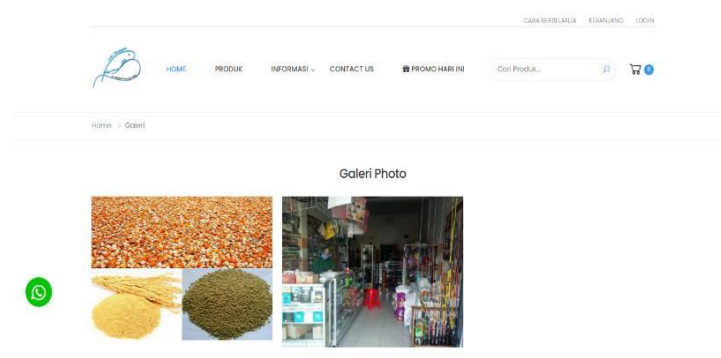 CARA BERBELANJA KERANJANG LOGIN
HOME PRODUK INFORMASI CONTACT US PROMO HARI INI Cari Produk... 0
Home > Galeri
Galeri Photo